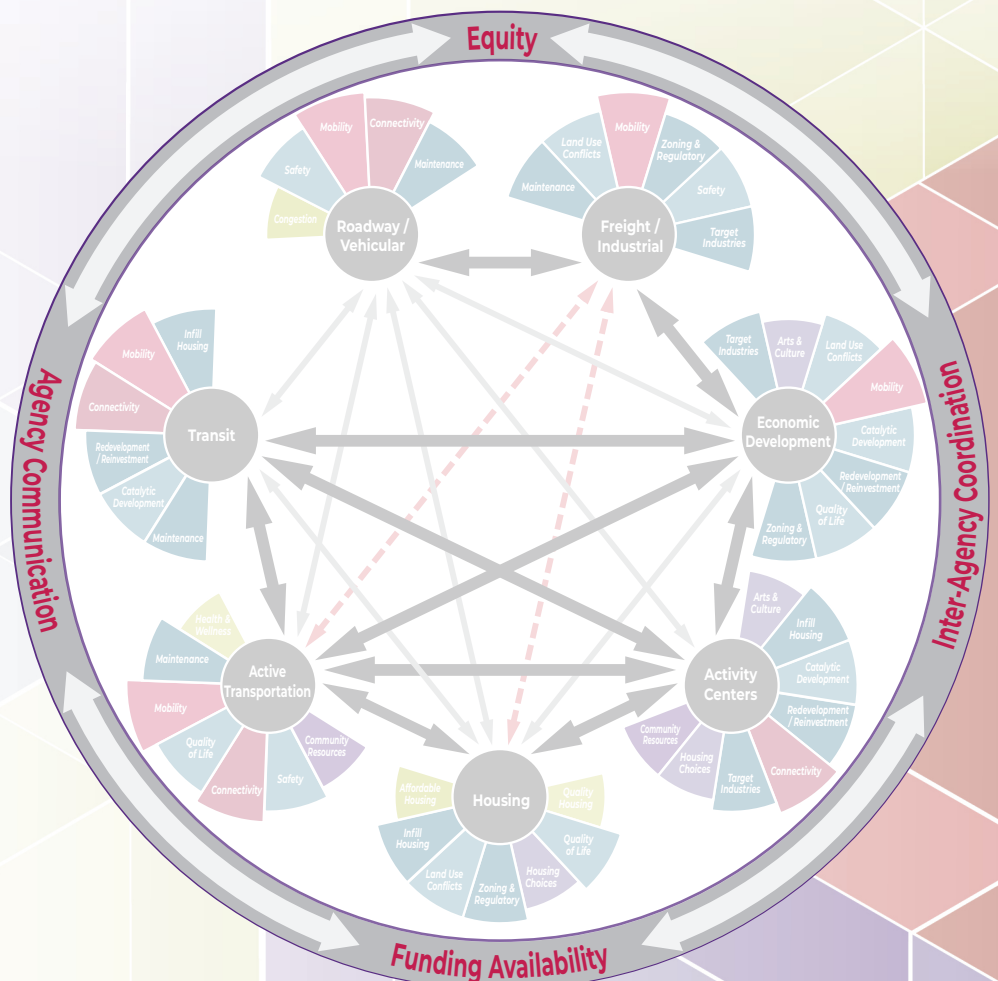 Equity
Mobility
Connectivity
Safety
Maintenance
Congestion
Roadway /
Vehicular
Mobility
Land Use
Conflicts
Zoning &
Regulatory
Maintenance
Safety
Target
Industries
Freight /
Industrial
Infill
Housing
Mobility
Connectivity
Redevelopment
/ Reinvestment
Catalytic
Development
Maintenance
Transit
Target
Industries
Arts &
Culture
Land Use
Conflicts
Mobility
Catalytic
Development
Redevelopment
/ Reinvestment
Quality
of Life
Zoning &
Regulatory
Economic
Development
Agency Communication
Inter-Agency Coordination
Health &
Wellness
Maintenance
Mobility
Quality
of Life
Connectivity
Safety
Community
Resources
Active
Transportation
Arts &
Culture
Infill
Housing
Catalytic
Development
Redevelopment
/ Reinvestment
Connectivity
Target
Industries
Housing
Choices
Community
Resources
Activity
Centers
Affordable
Housing
Infill
Housing
Land Use
Conflicts
Zoning &
Regulatory
Housing
Choices
Quality
of Life
Quality
Housing
Housing
Funding Availability